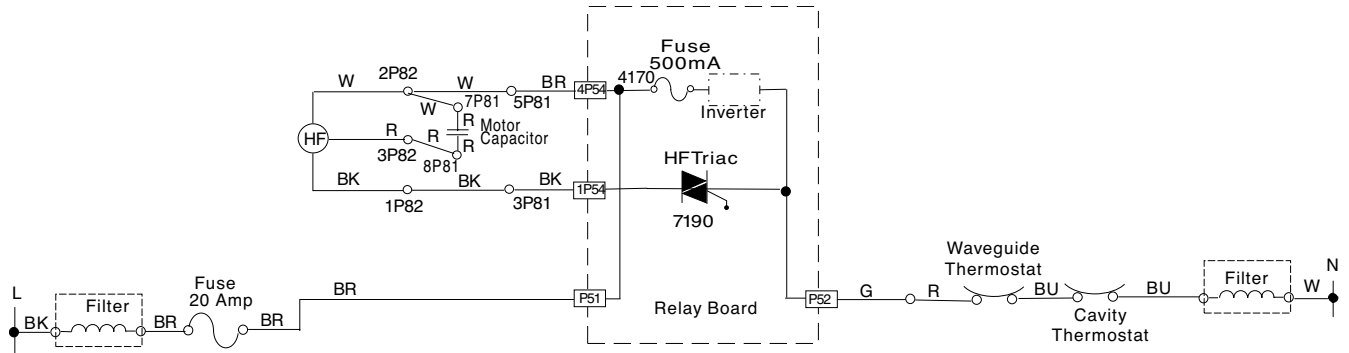 Fuse
500mA
2P82
W
W
BR
4P54
4170
7P81
5P81
W
Inverter
R
Motor
Capacitor
HF
R
R
R
3P82
8P81
HFTriac
BK
BK
BK
1P54
1P82
3P81
7190
Waveguide
Thermostat
Fuse
20 Amp
L
Filter
BR
P51
Relay Board
P52
G
R
BU
BU
Filter
N
W
BK
BR
BR
Cavity
Thermostat